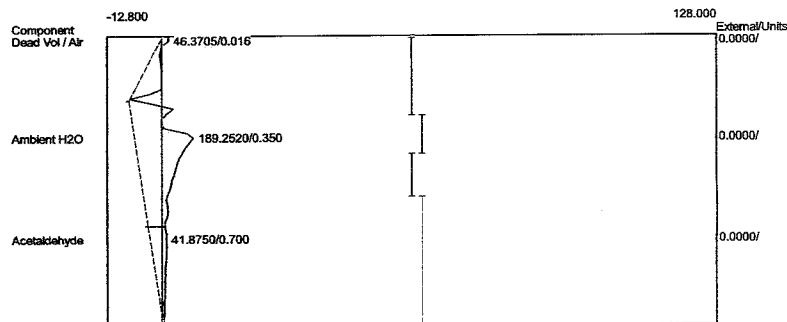 -12.800 128.000
Component External/Units
Dead Vol / Air 46.3705/0.016 0.0000/
Ambient H2O 189.2520/0.350 0.0000/
Acetaldehyde 41.8750/0.700 0.0000/